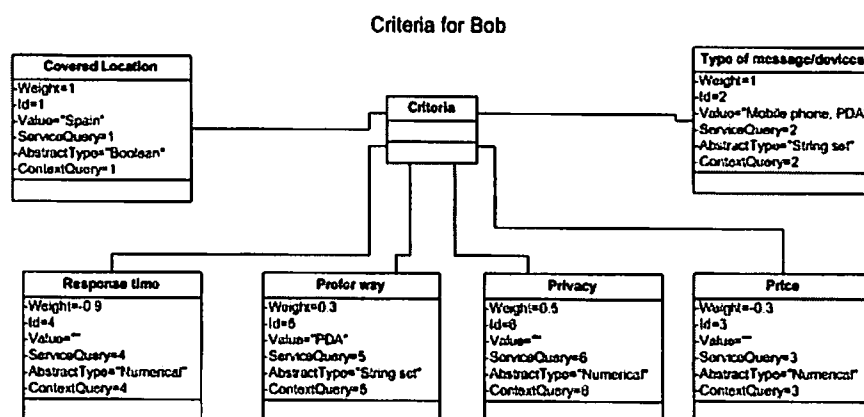 Criteria for Bob
Covered Location
-Weight=1
-Id=1
-Value="Spain"
-ServiceQuery=1
-AbstractType="Boolean"
-ContextQuery=1
Criteria
Type of message/devices
-Weight=1
-Id=2
-Value="Mobile phone, PDA
-ServiceQuery=2
-AbstractType="String set"
-ContextQuery=2
Response time
-Weight=-0.9
-Id=4
-Value=""
-ServiceQuery=4
-AbstractType="Numerical"
-ContextQuery=4
Prefer way
-Weight=0.3
-Id=5
-Value="PDA"
-ServiceQuery=5
-AbstractType="String set"
-ContextQuery=5
Privacy
-Weight=0.5
-Id=6
-Value=""
-ServiceQuery=6
-AbstractType="Numerical"
-ContextQuery=6
Price
-Weight=-0.3
-Id=3
-Value=""
-ServiceQuery=3
-AbstractType="Numerical"
-ContextQuery=3